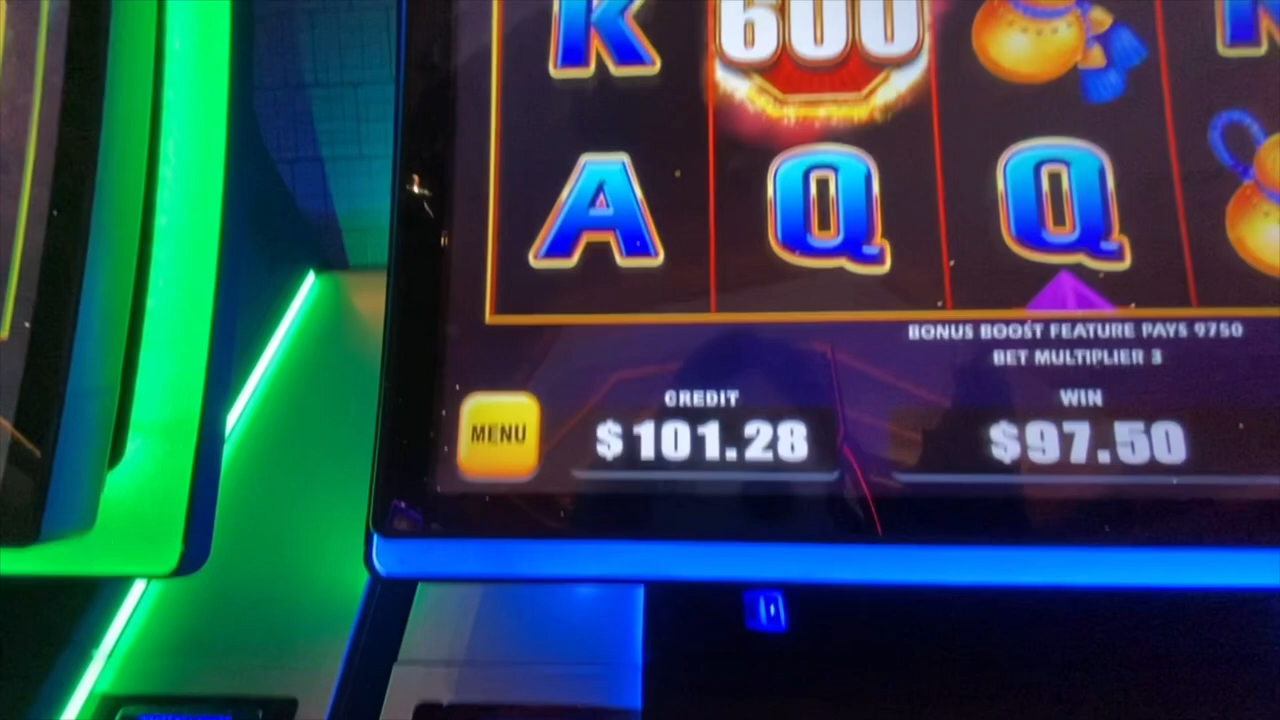 K
600
A
Q
Q
BONUS BOOST FEATURE PAYS 9750
BET MULTIPLIER 3
MENU
CREDIT
WIN
$101.28
$97.50